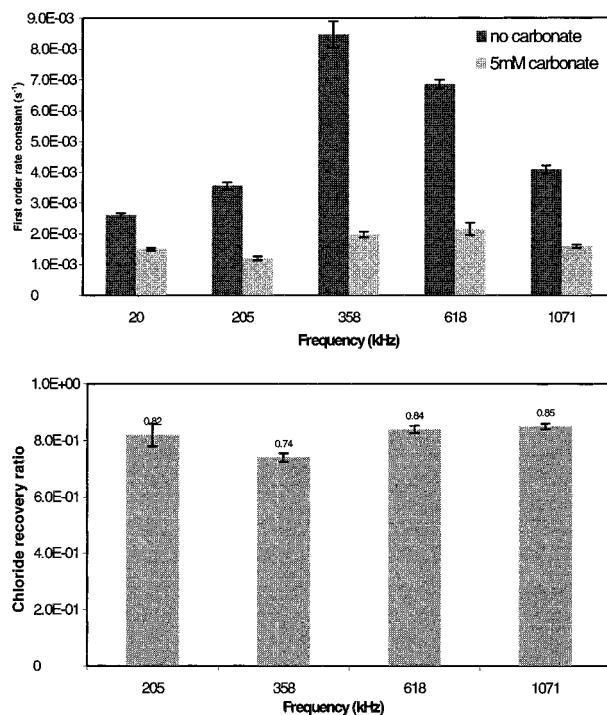 9.0E-03
8.0E-03
7.0E-03
6.0E-03
5.0E-03
4.0E-03
3.0E-03
2.0E-03
1.0E-03
0
First order rate constant (s⁻¹)
no carbonate
5mM carbonate
20 205 358 618 1071
Frequency (kHz)
1.0E+00
8.0E-01
6.0E-01
4.0E-01
2.0E-01
0
Chloride recovery ratio
0.82 0.74 0.84 0.85
205 358 618 1071
Frequency (kHz)